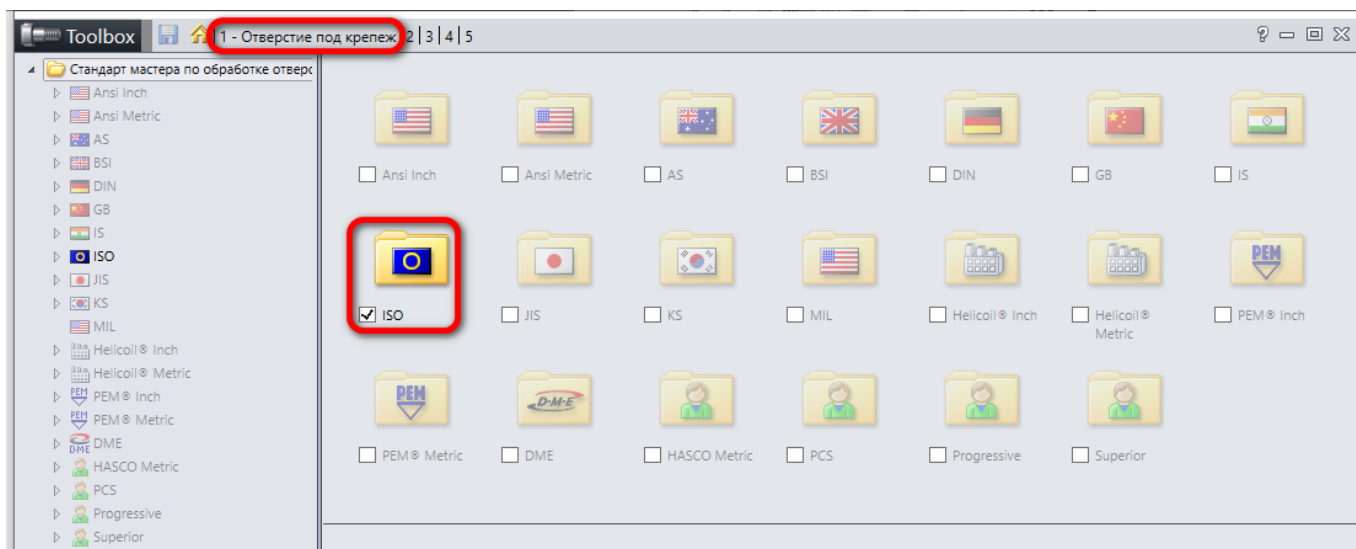 Toolbox 1 - Отверстие под крепеж 2 | 3 | 4 | 5
Стандарт мастера по обработке отверс
Ansi Inch
Ansi Metric
AS
BSI
DIN
GB
IS
ISO
JIS
KS
MIL
Helicoil® Inch
Helicoil® Metric
PEM® Inch
PEM® Metric
DME
HASCO Metric
PCS
Progressive
Superior
Ansi Inch Ansi Metric AS BSI DIN GB IS
O PEM
ISO JIS KS MIL Helicoil® Inch Helicoil® Metric PEM® Inch
PEM D-M-E
PEM® Metric DME HASCO Metric PCS Progressive Superior